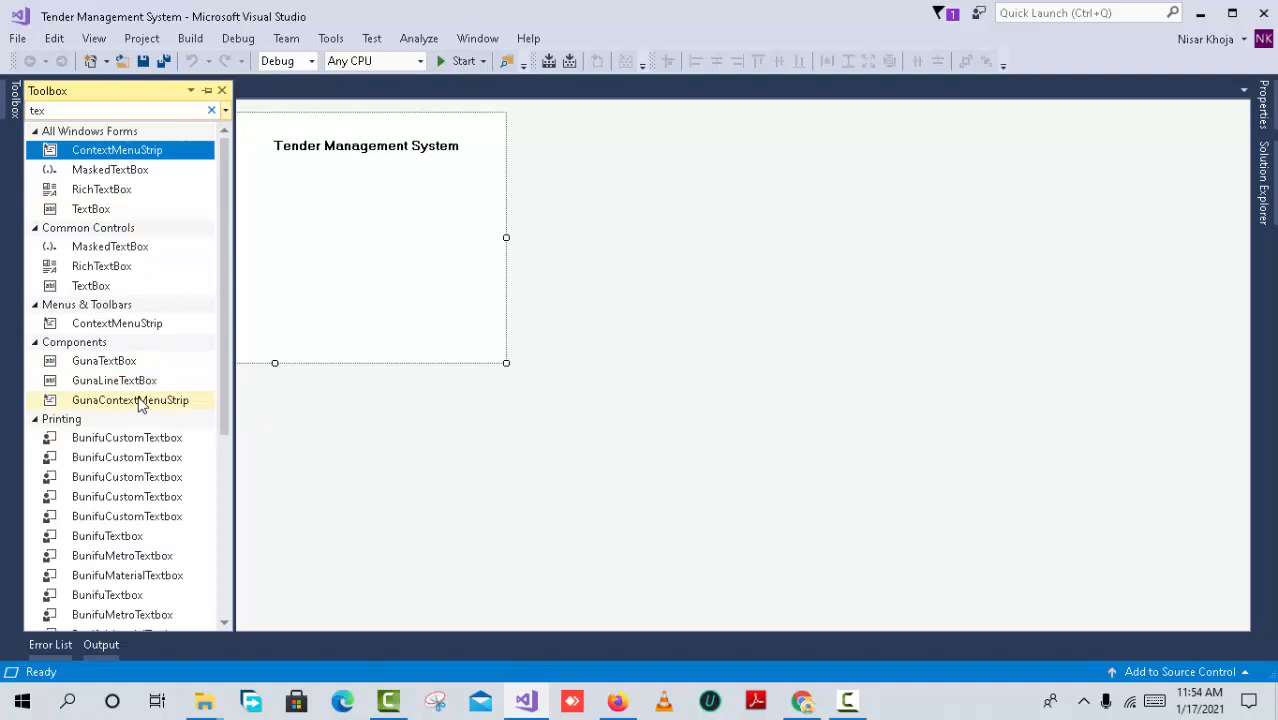 Tender Management System - Microsoft Visual Studio
1
Quick Launch (Ctrl+Q)
File Edit View Project Build Debug Team Tools Test Analyze Window Help
Nisar Khoja NK
Debug Any CPU Start
Toolbox
Toolbox
tex
All Windows Forms
ContextMenuStrip
MaskedTextBox
RichTextBox
TextBox
Common Controls
MaskedTextBox
RichTextBox
TextBox
Menus & Toolbars
ContextMenuStrip
Components
GunaTextBox
GunaLineTextBox
GunaContextMenuStrip
Printing
BunifuCustomTextbox
BunifuCustomTextbox
BunifuCustomTextbox
BunifuCustomTextbox
BunifuCustomTextbox
BunifuTextbox
BunifuMetroTextbox
BunifuMaterialTextbox
BunifuTextbox
BunifuMetroTextbox
Tender Management System
Properties
Solution Explorer
Error List Output
Ready
Add to Source Control
11:54 AM
1/17/2021